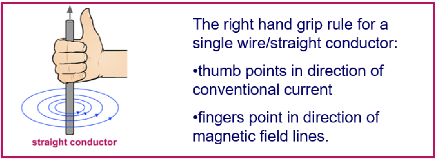 The right hand grip rule for a
single wire/straight conductor:
•thumb points in direction of
conventional current
•fingers point in direction of
magnetic field lines.
straight conductor